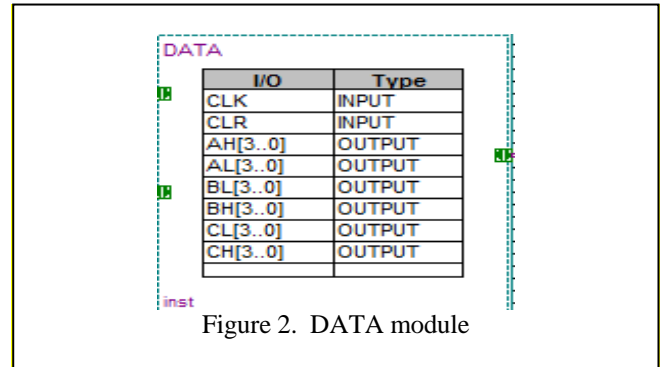 DATA
I/O Type
CLK INPUT
CLR INPUT
AH[3..0] OUTPUT
AL[3..0] OUTPUT
BL[3..0] OUTPUT
BH[3..0] OUTPUT
CL[3..0] OUTPUT
CH[3..0] OUTPUT
inst
Figure 2. DATA module